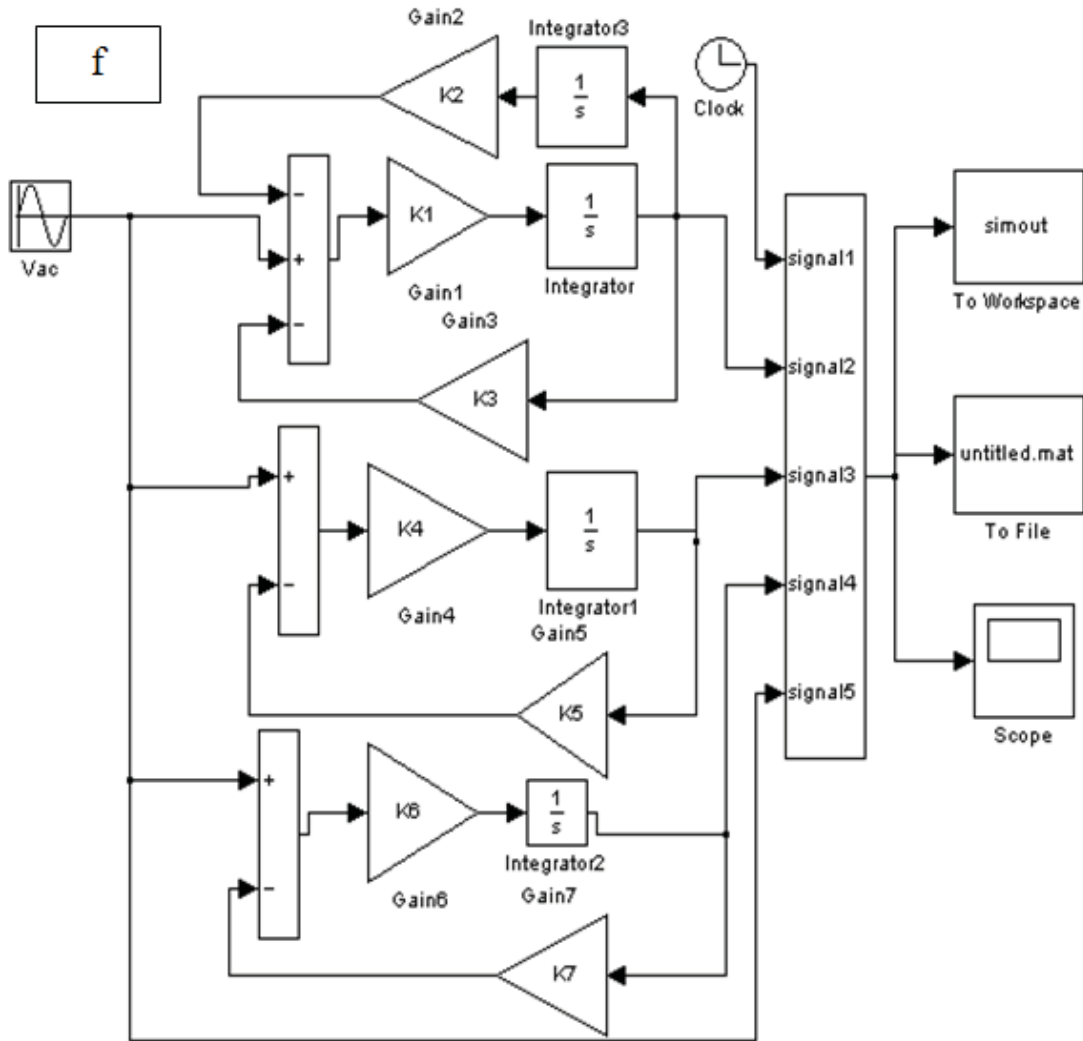 f
Gain2
Integrator3
K2
1
s
Clock
Vac
−
+
−
K1
1
s
Gain1
Integrator
Gain3
K3
signal1
signal2
signal3
signal4
signal5
simout
To Workspace
untitled.mat
To File
Scope
+
−
K4
1
s
Gain4
Integrator1
Gain5
K5
+
−
K6
1
s
Integrator2
Gain6
Gain7
K7